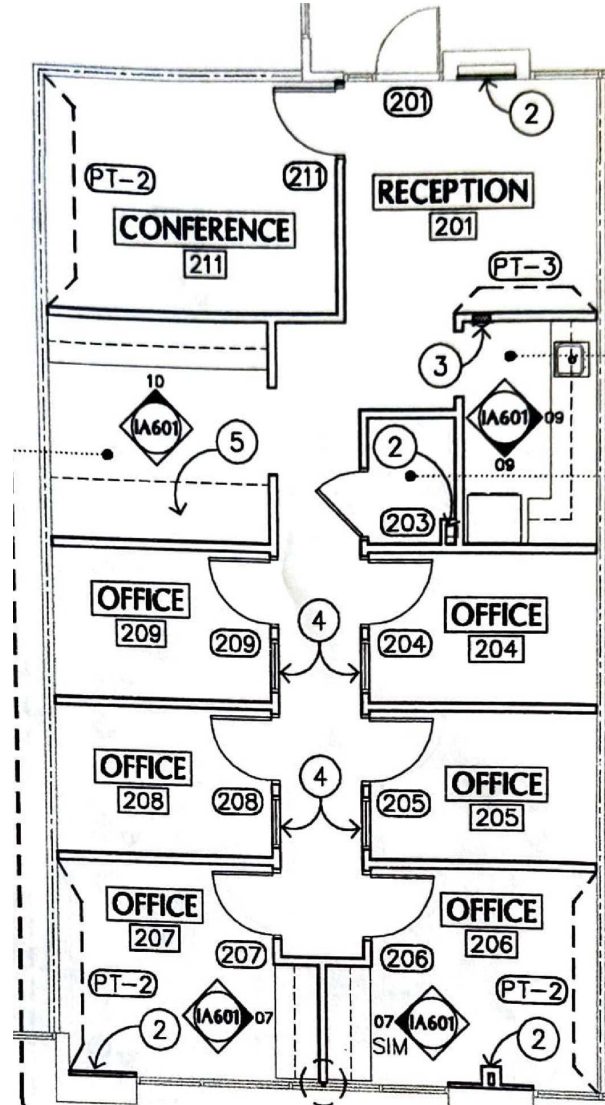 201
2
PT-2
211
RECEPTION
201
CONFERENCE
211
PT-3
3
10
IA601
5
IA601
09
09
2
203
OFFICE
209
209
4
204
OFFICE
204
OFFICE
208
208
4
205
OFFICE
205
OFFICE
207
207
206
OFFICE
206
PT-2
IA601
07
07
SIM
IA601
PT-2
2
2